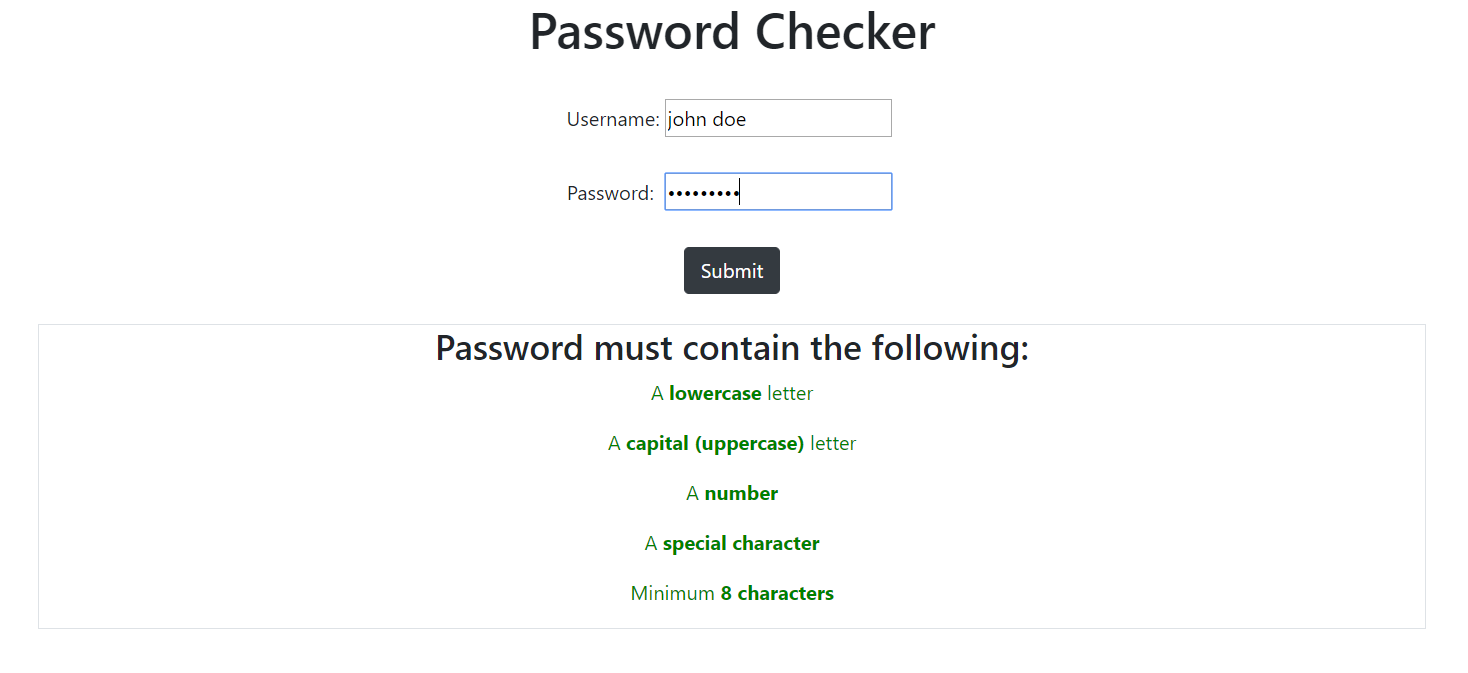 Password Checker
Username: john doe
Password: •••••••••
Submit
Password must contain the following:
A lowercase letter
A capital (uppercase) letter
A number
A special character
Minimum 8 characters